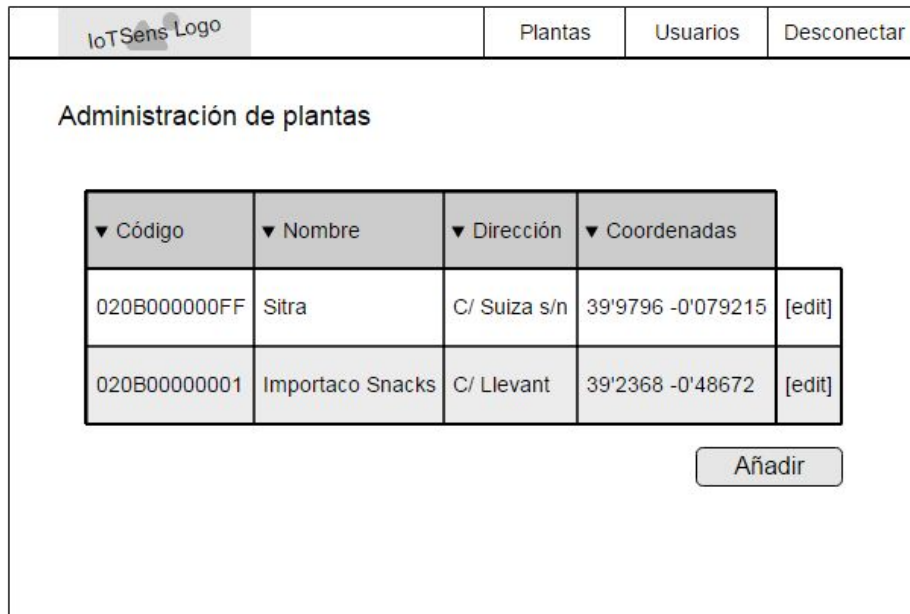 IoTSens Logo Plantas Usuarios Desconectar
Administración de plantas
▼ Código ▼ Nombre ▼ Dirección ▼ Coordenadas
020B000000FF Sitra C/ Suiza s/n 39'9796 -0'079215 [edit]
020B00000001 Importaco Snacks C/ Llevant 39'2368 -0'48672 [edit]
Añadir